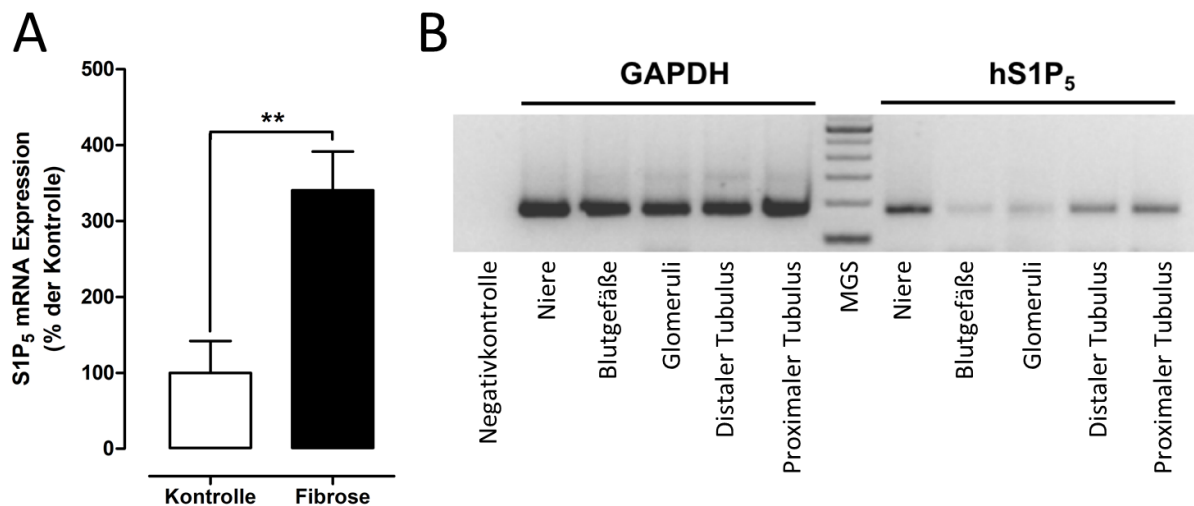 A
S1P5 mRNA Expression
(% der Kontrolle)
500
400
300
200
100
0
**
Kontrolle
Fibrose
B
GAPDH
hS1P5
Negativkontrolle
Niere
Blutgefäße
Glomeruli
Distaler Tubulus
Proximaler Tubulus
MGS
Niere
Blutgefäße
Glomeruli
Distaler Tubulus
Proximaler Tubulus